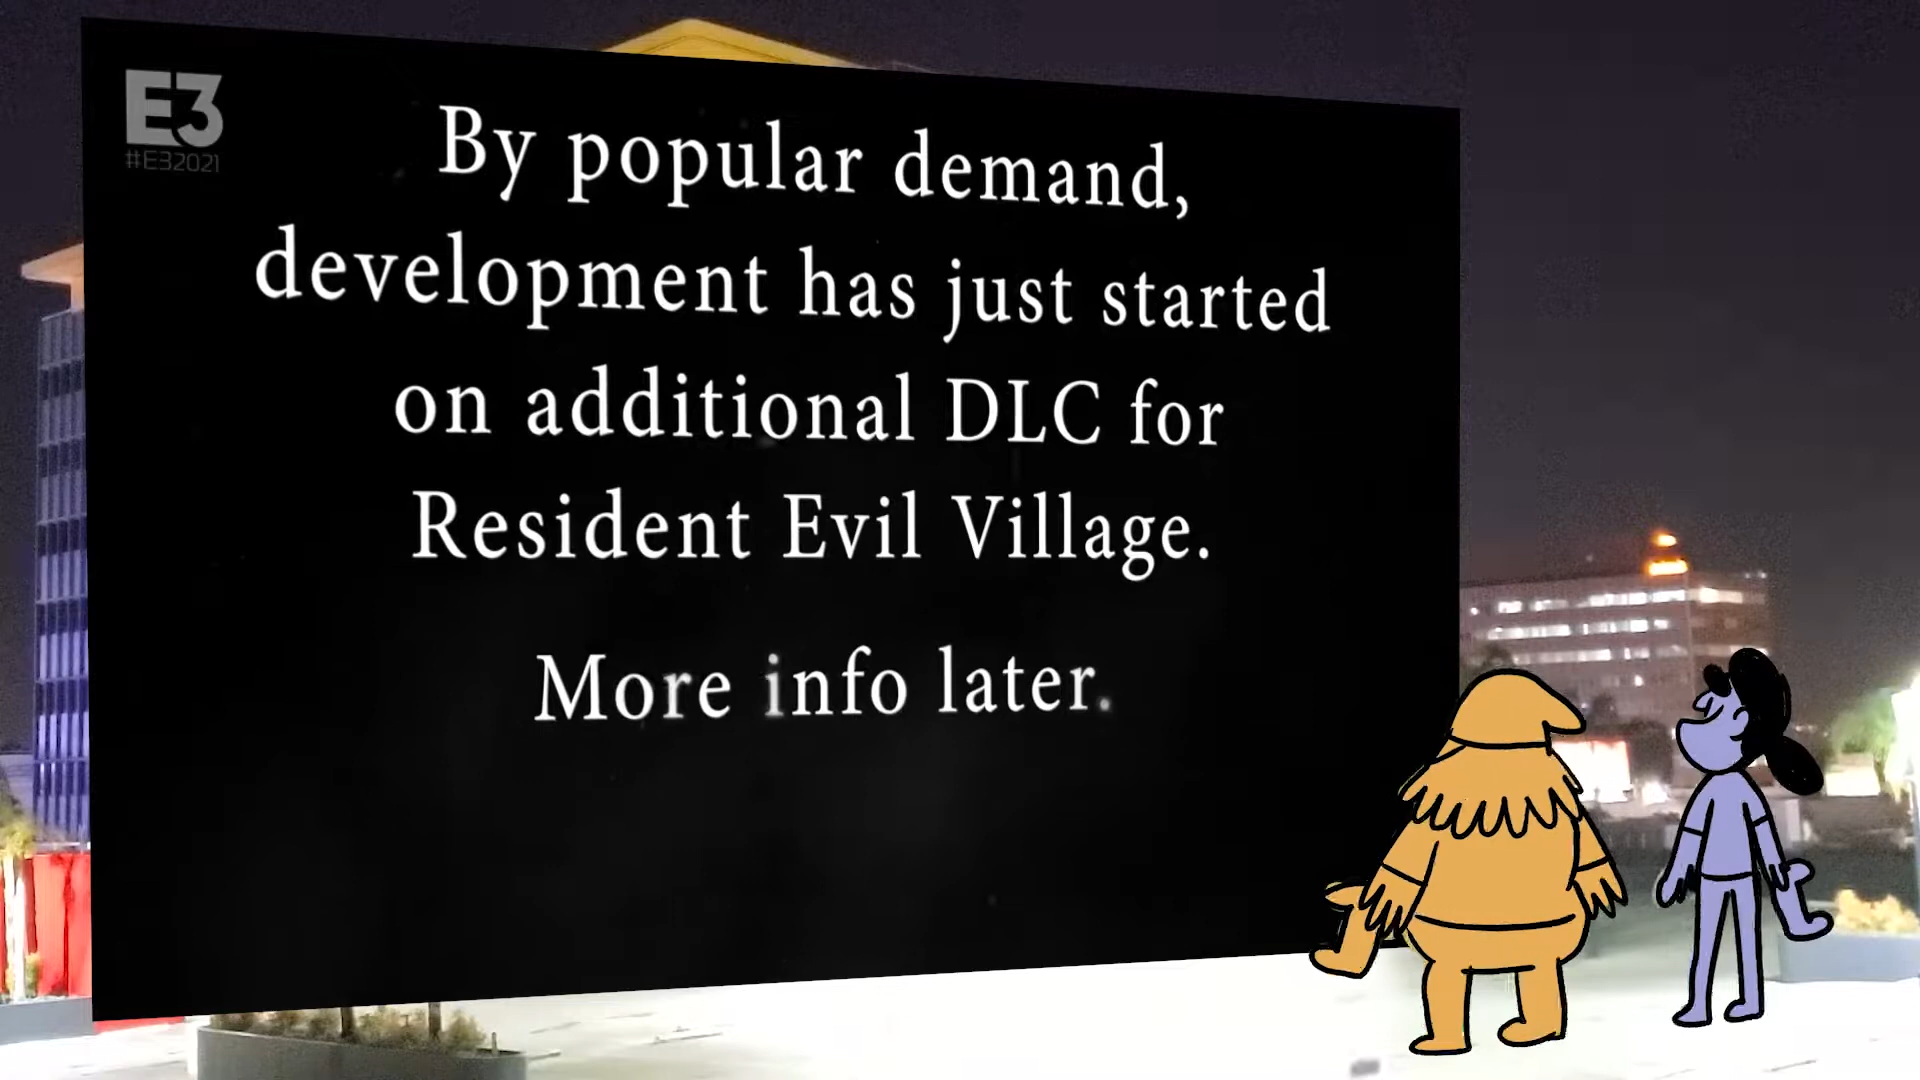 E3
#E32021
By popular demand,
development has just started
on additional DLC for
Resident Evil Village.
More info later.